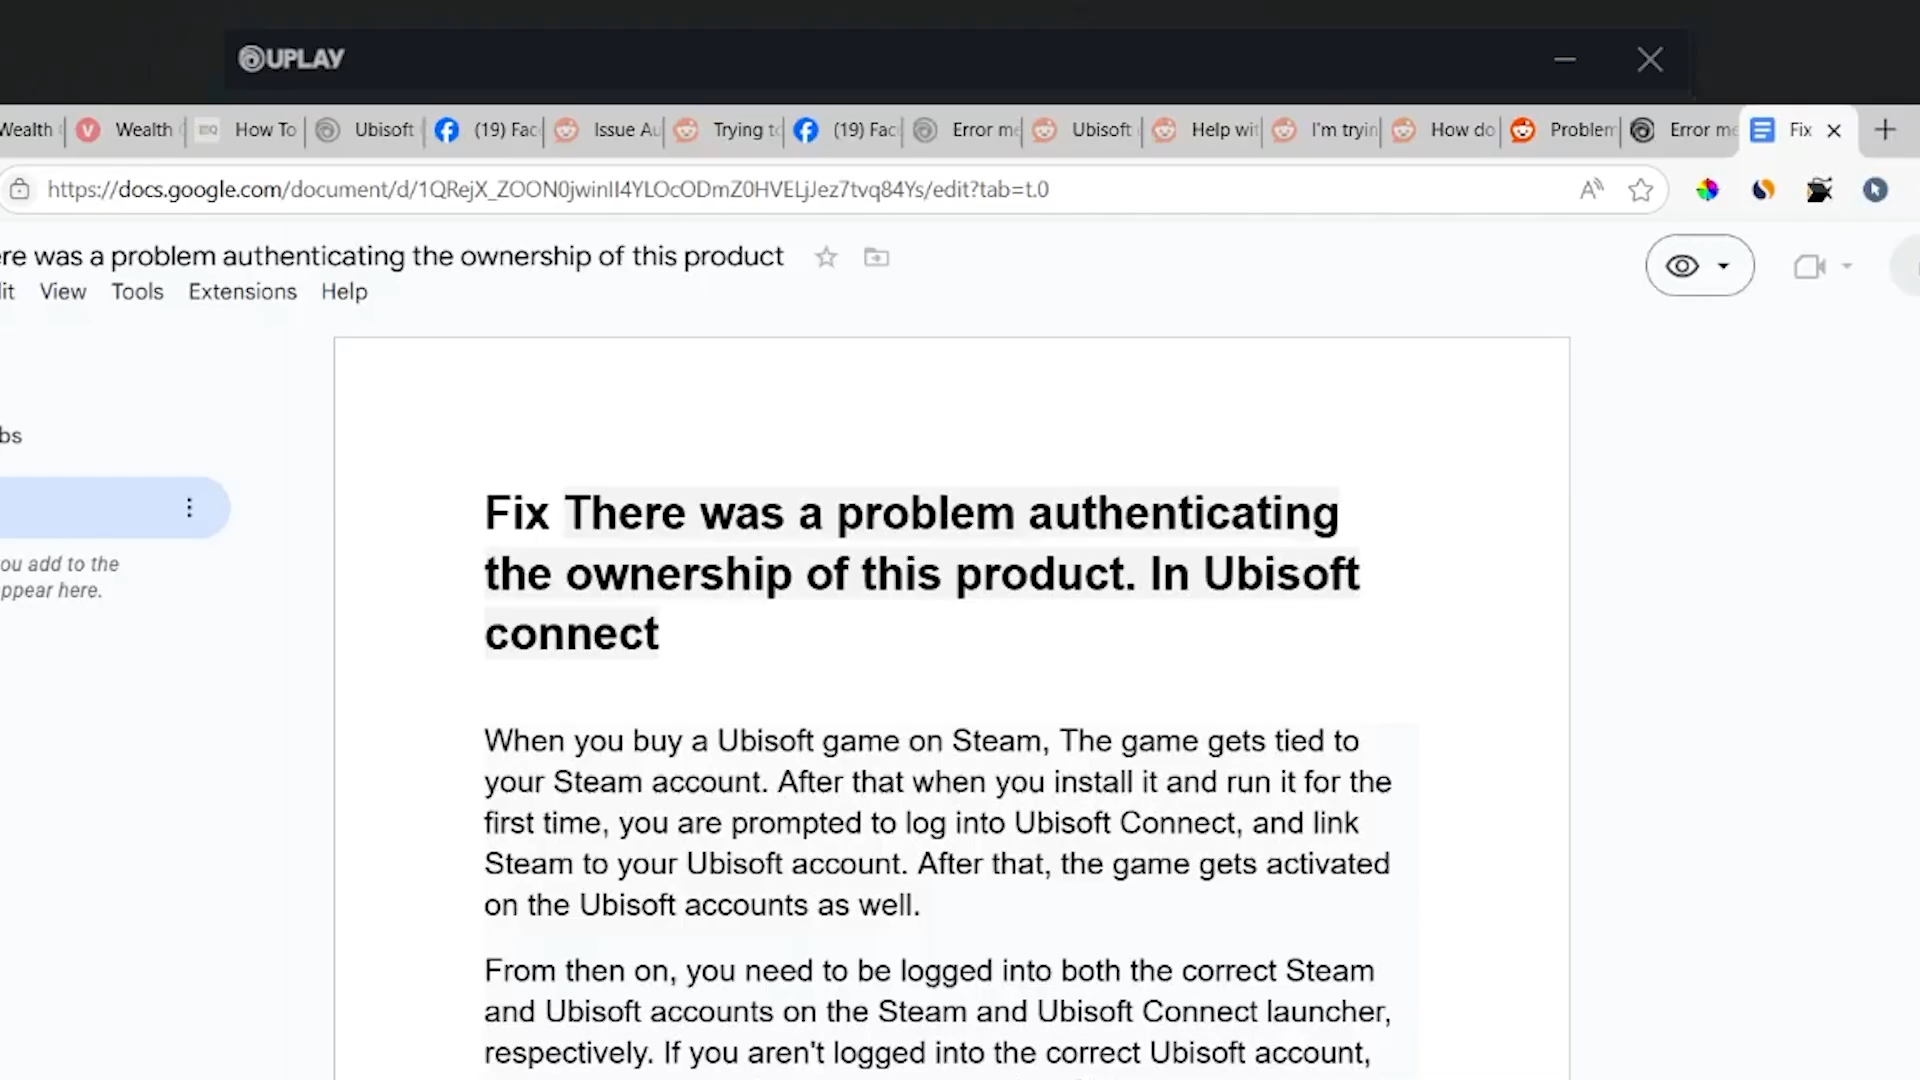 UPLAY
Wealth
Wealth
How To
Ubisoft
(19) Fac
Issue Au
Trying to
(19) Fac
Error me
Ubisoft
Help wit
I'm tryin
How do
Problem
Error me
Fix
https://docs.google.com/document/d/1QRejX_ZOON0jwinII4YLOcODmZ0HVELjJez7tvq84Ys/edit?tab=t.0
ere was a problem authenticating the ownership of this product
it View Tools Extensions Help
bs
ou add to the
ppear here.
Fix There was a problem authenticating
the ownership of this product. In Ubisoft
connect
When you buy a Ubisoft game on Steam, The game gets tied to
your Steam account. After that when you install it and run it for the
first time, you are prompted to log into Ubisoft Connect, and link
Steam to your Ubisoft account. After that, the game gets activated
on the Ubisoft accounts as well.
From then on, you need to be logged into both the correct Steam
and Ubisoft accounts on the Steam and Ubisoft Connect launcher,
respectively. If you aren't logged into the correct Ubisoft account,